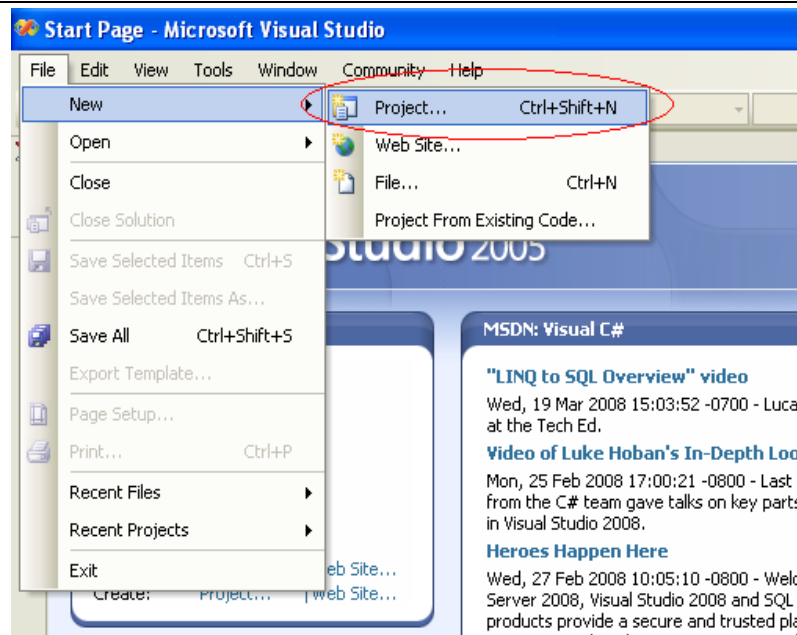 Start Page - Microsoft Visual Studio
File Edit View Tools Window Community Help
New
Project... Ctrl+Shift+N
Open
Web Site...
Close
File... Ctrl+N
Close Solution
Project From Existing Code...
Studio 2005
Save Selected Items Ctrl+S
Save Selected Items As...
Save All Ctrl+Shift+S
Export Template...
Page Setup...
Print... Ctrl+P
Recent Files
Recent Projects
Exit
eb Site...
Create: Project... Web Site...
MSDN: Visual C#
"LINQ to SQL Overview" video
Wed, 19 Mar 2008 15:03:52 -0700 - Luca
at the Tech Ed.
Video of Luke Hoban's In-Depth Loo
Mon, 25 Feb 2008 17:00:21 -0800 - Last
from the C# team gave talks on key parts
in Visual Studio 2008.
Heroes Happen Here
Wed, 27 Feb 2008 10:05:10 -0800 - Welc
Server 2008, Visual Studio 2008 and SQL
products provide a secure and trusted pla